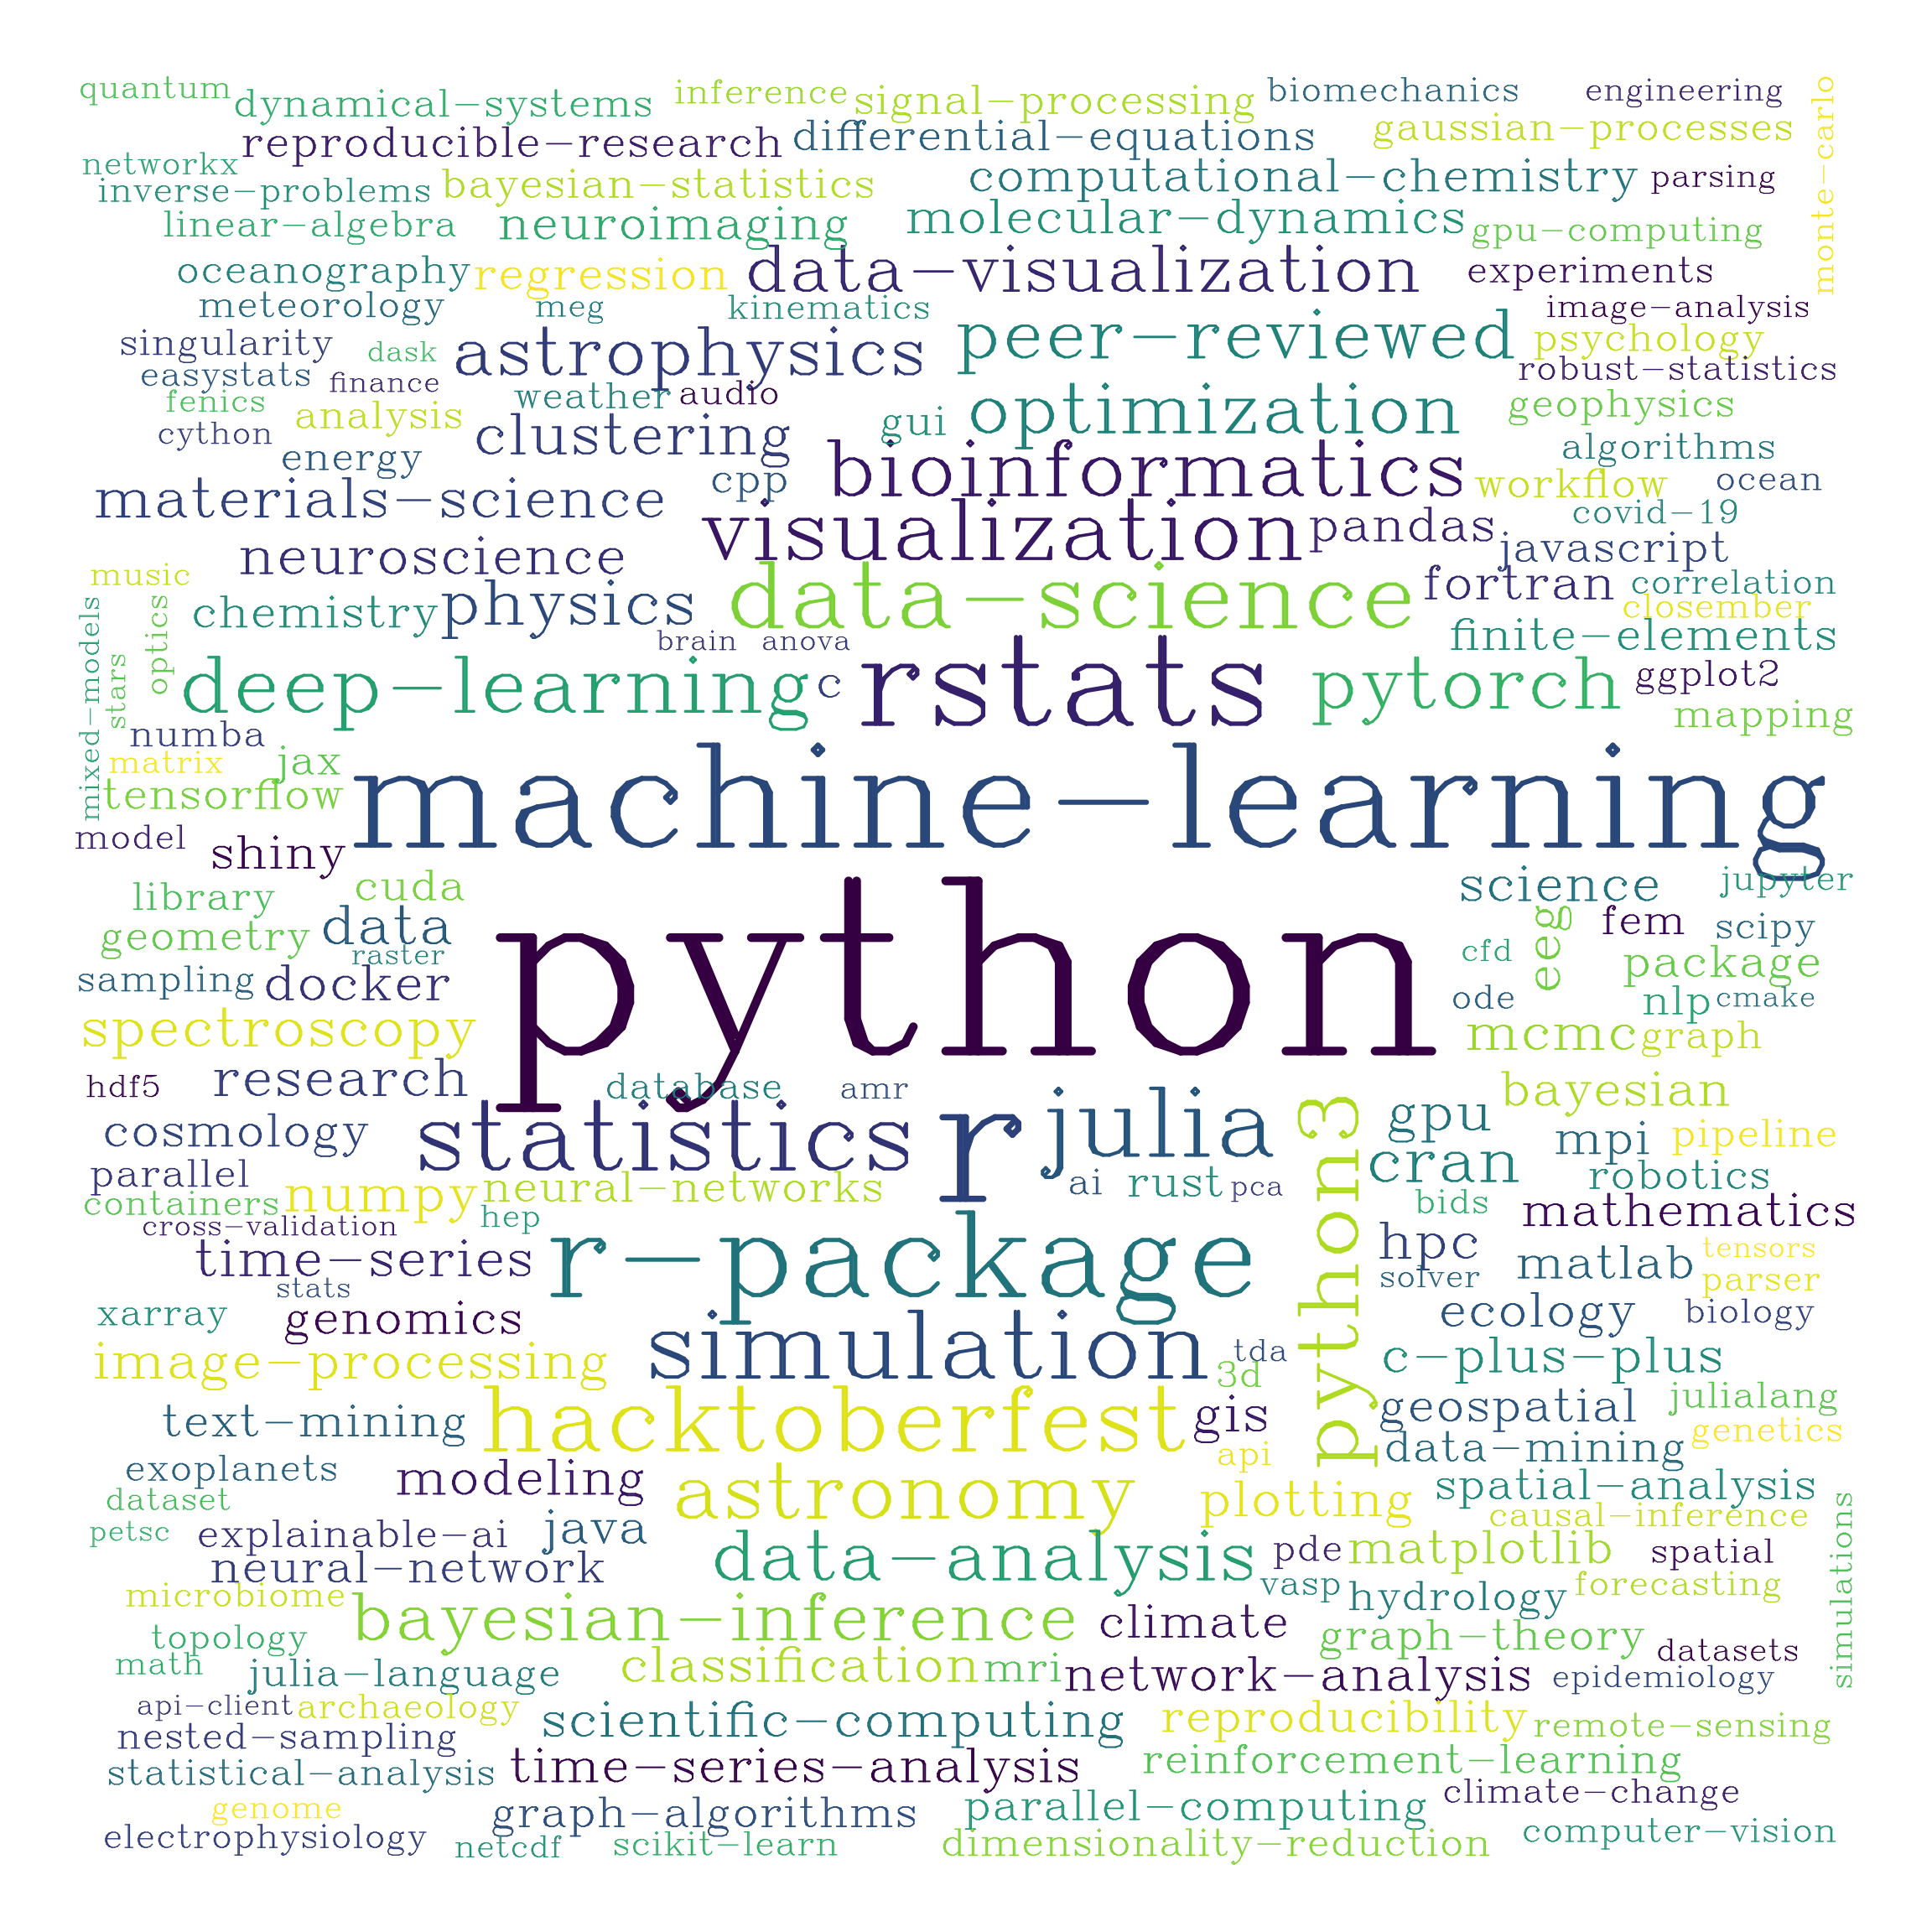 quantum
dynamical-systems
inference
signal-processing
biomechanics
engineering
monte-carlo
reproducible-research
differential-equations
gaussian-processes
networkx
inverse-problems
bayesian-statistics
computational-chemistry
parsing
linear-algebra
neuroimaging
molecular-dynamics
gpu-computing
oceanography
regression
data-visualization
experiments
meteorology
meg
kinematics
image-analysis
singularity
dask
astrophysics
peer-reviewed
psychology
easystats
finance
weather
audio
robust-statistics
fenics
analysis
clustering
gui
optimization
geophysics
cython
energy
cpp
bioinformatics
algorithms
materials-science
workflow
ocean
visualization
pandas
covid-19
neuroscience
javascript
music
chemistry
physics
data-science
fortran
correlation
closember
mixed-models
stars
optics
brain
anova
finite-elements
deep-learning
c
rstats
pytorch
ggplot2
mapping
numba
matrix
jax
tensorflow
machine-learning
model
shiny
library
cuda
science
jupyter
geometry
data
raster
python
eeg
fem
scipy
cfd
package
sampling
docker
ode
nlp
cmake
spectroscopy
mcmc
graph
hdf5
research
database
amr
bayesian
cosmology
statistics
r
julia
python3
gpu
mpi
pipeline
parallel
cran
robotics
containers
numpy
neural-networks
ai
rust
pca
bids
mathematics
cross-validation
hep
time-series
r-package
hpc
matlab
tensors
stats
solver
parser
xarray
genomics
simulation
ecology
biology
image-processing
tda
3d
c-plus-plus
text-mining
hacktoberfest
gis
geospatial
julialang
genetics
exoplanets
modeling
astronomy
api
data-mining
dataset
plotting
spatial-analysis
simulations
petsc
explainable-ai
java
causal-inference
neural-network
data-analysis
pde
matplotlib
spatial
microbiome
bayesian-inference
vasp
hydrology
forecasting
topology
climate
graph-theory
datasets
math
julia-language
classification
mri
network-analysis
epidemiology
api-client
archaeology
scientific-computing
reproducibility
remote-sensing
nested-sampling
statistical-analysis
time-series-analysis
reinforcement-learning
genome
graph-algorithms
parallel-computing
climate-change
electrophysiology
netcdf
scikit-learn
dimensionality-reduction
computer-vision